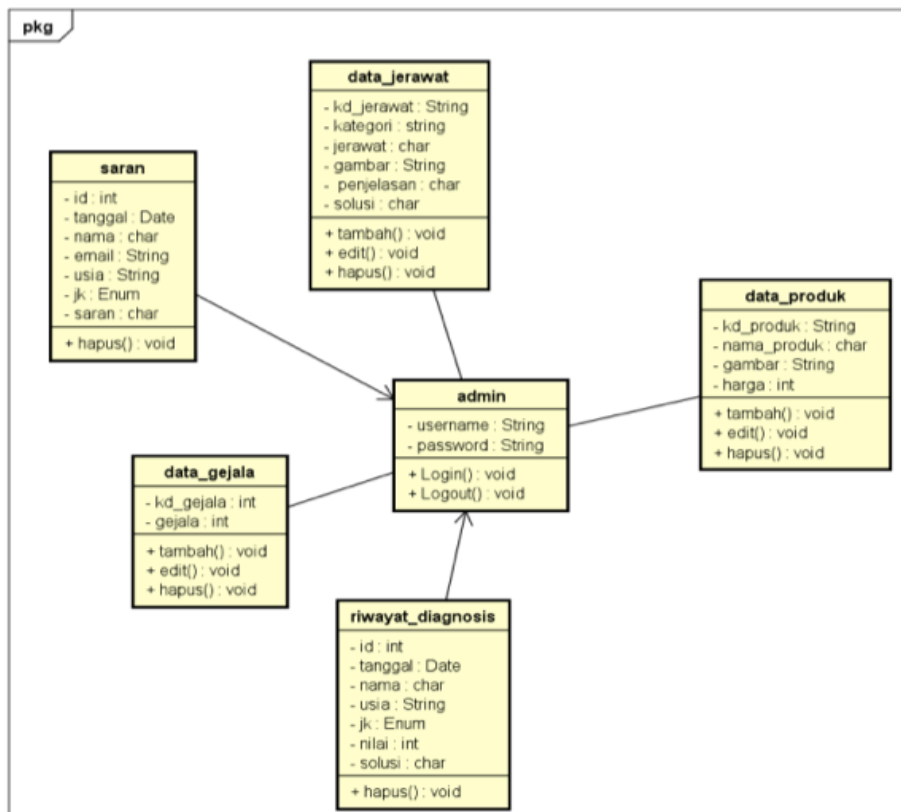 pkg
data_jerawat
- kd_jerawat : String
- kategori : string
- jerawat : char
- gambar : String
- penjelasan : char
- solusi : char
+ tambah() : void
+ edit() : void
+ hapus() : void
saran
- id : int
- tanggal : Date
- nama : char
- email : String
- usia : String
- jk : Enum
- saran : char
+ hapus() : void
data_produk
- kd_produk : String
- nama_produk : char
- gambar : String
- harga : int
+ tambah() : void
+ edit() : void
+ hapus() : void
admin
- username : String
- password : String
+ Login() : void
+ Logout() : void
data_gejala
- kd_gejala : int
- gejala : int
+ tambah() : void
+ edit() : void
+ hapus() : void
riwayat_diagnosis
- id : int
- tanggal : Date
- nama : char
- usia : String
- jk : Enum
- nilai : int
- solusi : char
+ hapus() : void